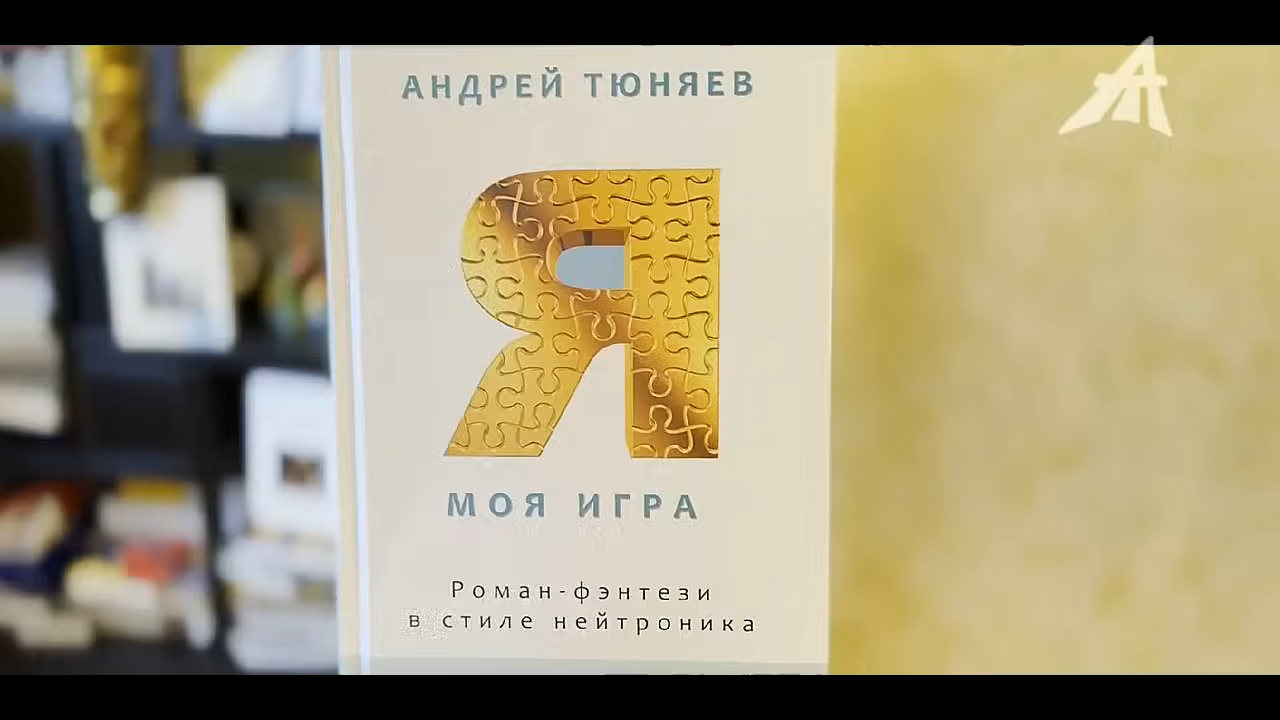 АНДРЕЙ ТЮНЯЕВ
Я
МОЯ ИГРА
Роман-фэнтези
в стиле нейтроника